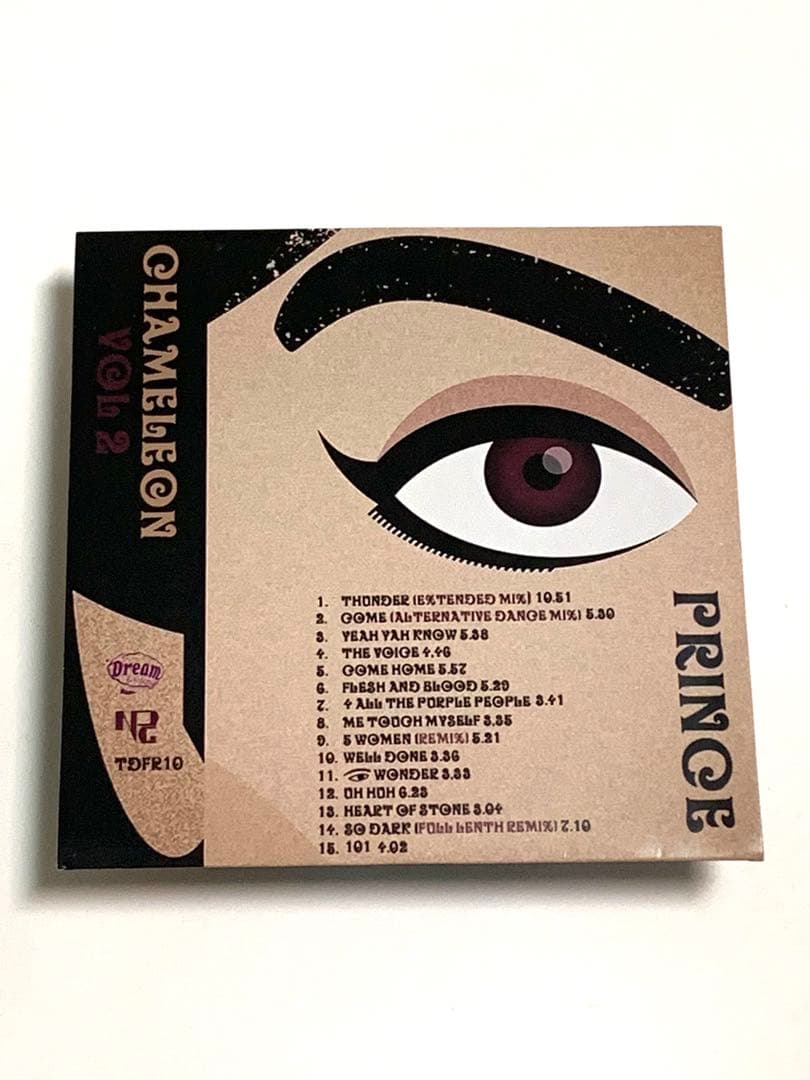 CHAMELEON
VOL 2
1. THUNDER (EXTENDED MIX) 10.51
2. COME (ALTERNATIVE DANCE MIX) 5.30
3. YEAH YAH KNOW 5.38
4. THE VOICE 4.46
5. COME HOME 5.57
6. FLESH AND BLOOD 5.29
7. 4 ALL THE PURPLE PEOPLE 3.41
8. ME TOUCH MYSELF 3.35
9. 5 WOMEN (REMIX) 5.21
10. WELL DONE 3.36
11. WONDER 3.33
12. UH HUH 6.23
13. HEART OF STONE 3.04
14. SO DARK (FULL LENTH REMIX) 7.10
15. 101 4.02
PRINCE
Dream
TDFR10